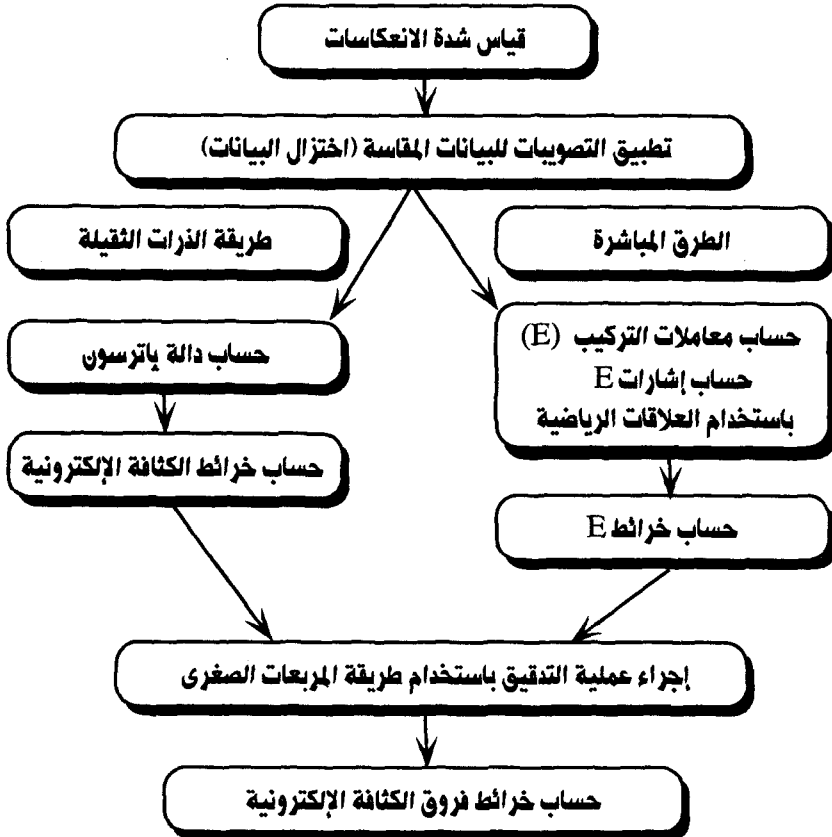 قياس شدة الانعكاسات
تطبيق التصويبات للبيانات المقاسة (اختزال البيانات)
الطرق المباشرة
طريقة الذرات الثقيلة
حساب معاملات التركيب (E)
حساب إشارات E
باستخدام العلاقات الرياضية
حساب دالة باترسون
حساب خرائط الكثافة الإلكترونية
حساب خرائط E
إجراء عملية التدقيق باستخدام طريقة المربعات الصغرى
حساب خرائط فروق الكثافة الإلكترونية